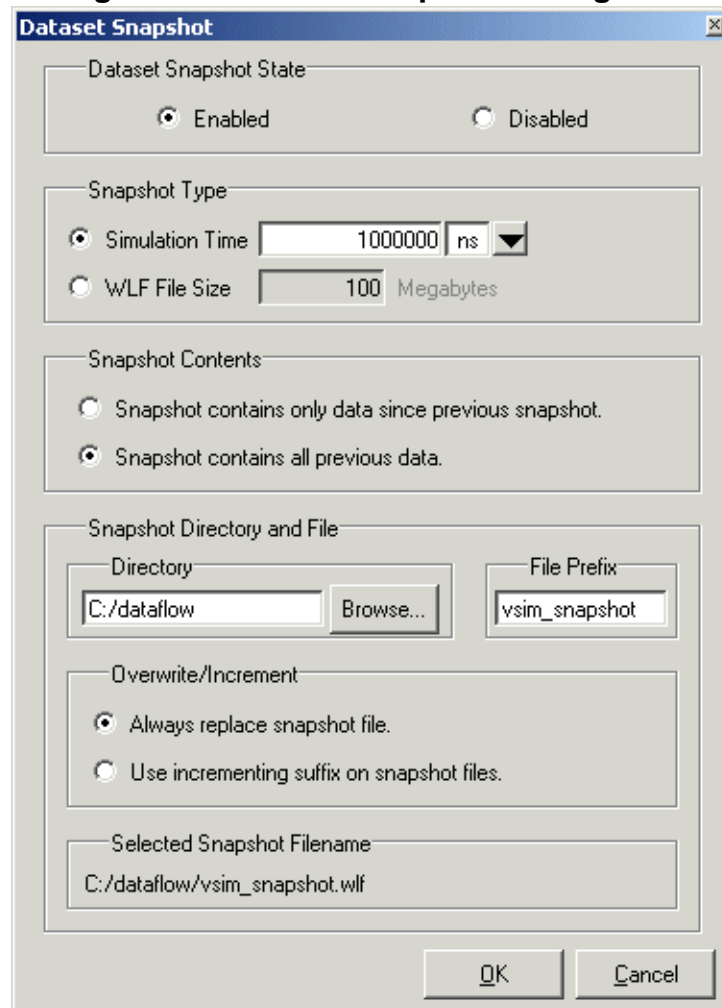 Dataset Snapshot
Dataset Snapshot State
Enabled Disabled
Snapshot Type
Simulation Time 1000000 ns
WLF File Size 100 Megabytes
Snapshot Contents
Snapshot contains only data since previous snapshot.
Snapshot contains all previous data.
Snapshot Directory and File
Directory File Prefix
C:/dataflow Browse... vsim_snapshot
Overwrite/Increment
Always replace snapshot file.
Use incrementing suffix on snapshot files.
Selected Snapshot Filename
C:/dataflow/vsim_snapshot.wlf
OK Cancel